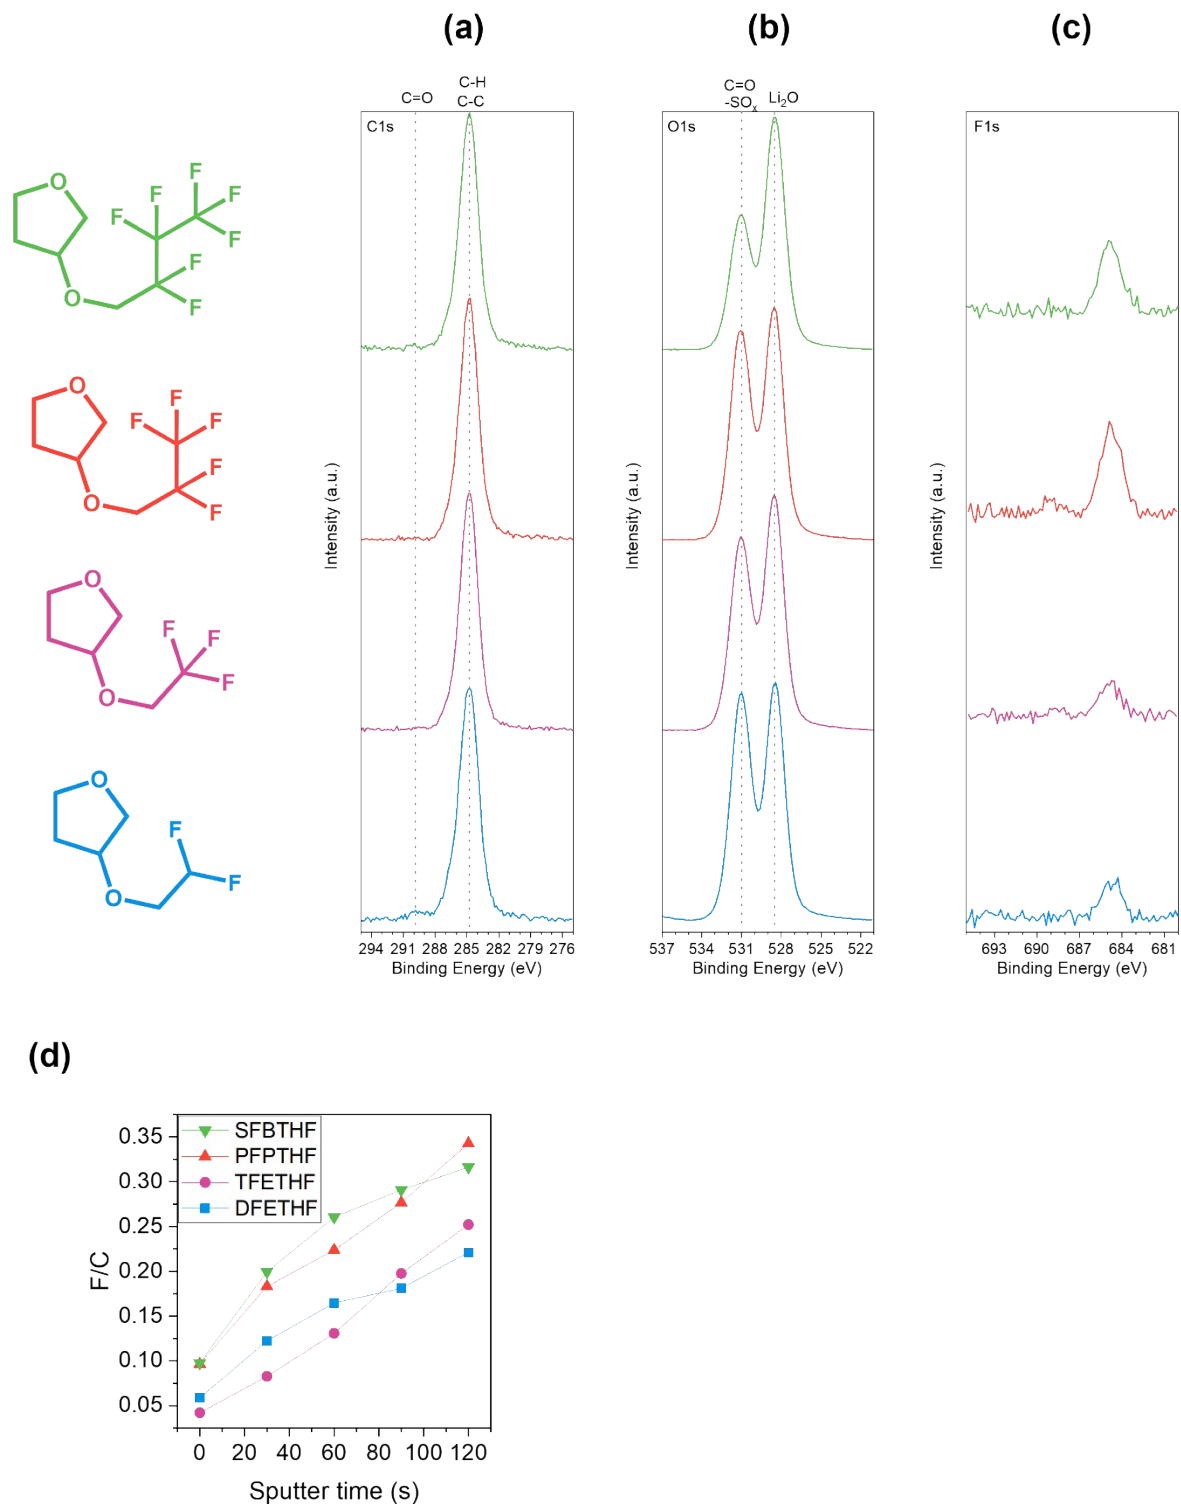 (a)
(b)
(c)
C=O
C-H
C-C
C=O
-SOₓ
Li₂O
C1s
O1s
F1s
O
F
F
F
F
F
F
F
O
O
F
F
F
F
F
O
O
F
F
F
O
O
F
F
O
Intensity (a.u.)
Intensity (a.u.)
Intensity (a.u.)
294 291 288 285 282 279 276
Binding Energy (eV)
537 534 531 528 525 522
Binding Energy (eV)
693 690 687 684 681
Binding Energy (eV)
(d)
SFBTHF
PFPTHF
TFETHF
DFETHF
0.35
0.30
0.25
0.20
0.15
0.10
0.05
F/C
0 20 40 60 80 100 120
Sputter time (s)